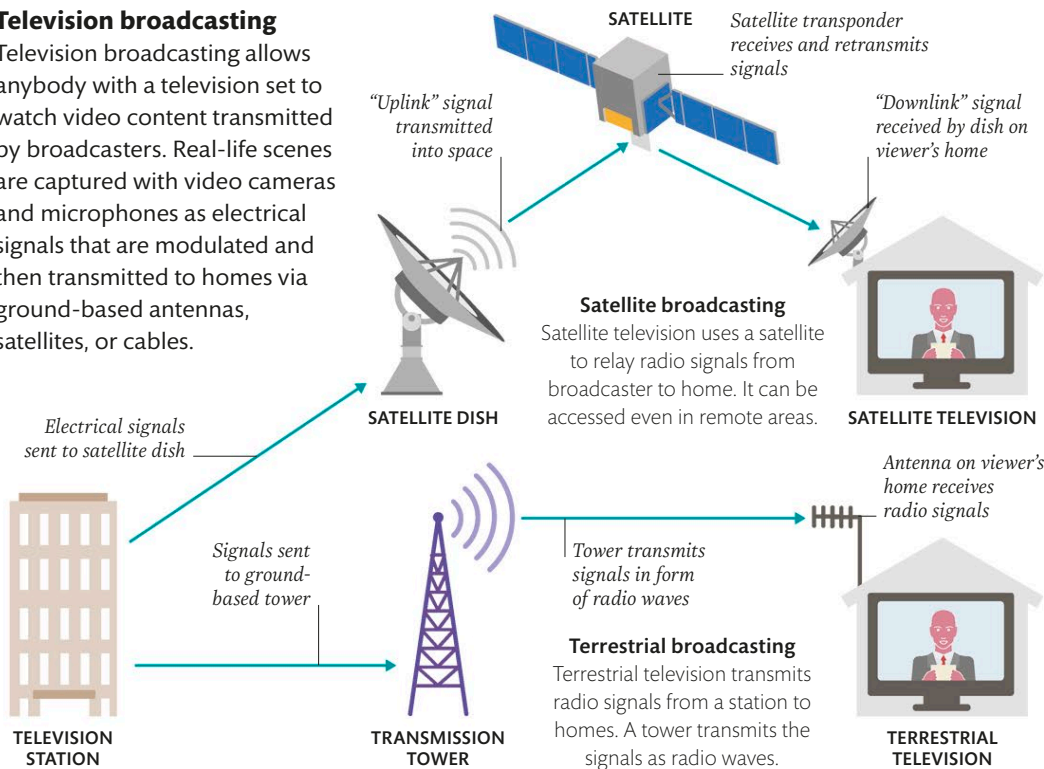 Television broadcasting
Television broadcasting allows
anybody with a television set to
watch video content transmitted
by broadcasters. Real-life scenes
are captured with video cameras
and microphones as electrical
signals that are modulated and
then transmitted to homes via
ground-based antennas,
satellites, or cables.
SATELLITE
Satellite transponder
receives and retransmits
signals
“Uplink” signal
transmitted
into space
“Downlink” signal
received by dish on
viewer’s home
Satellite broadcasting
Satellite television uses a satellite
to relay radio signals from
broadcaster to home. It can be
accessed even in remote areas.
SATELLITE DISH
SATELLITE TELEVISION
Electrical signals
sent to satellite dish
Antenna on viewer’s
home receives
radio signals
Signals sent
to ground-
based tower
Tower transmits
signals in form
of radio waves
Terrestrial broadcasting
Terrestrial television transmits
radio signals from a station to
homes. A tower transmits the
signals as radio waves.
TELEVISION
STATION
TRANSMISSION
TOWER
TERRESTRIAL
TELEVISION